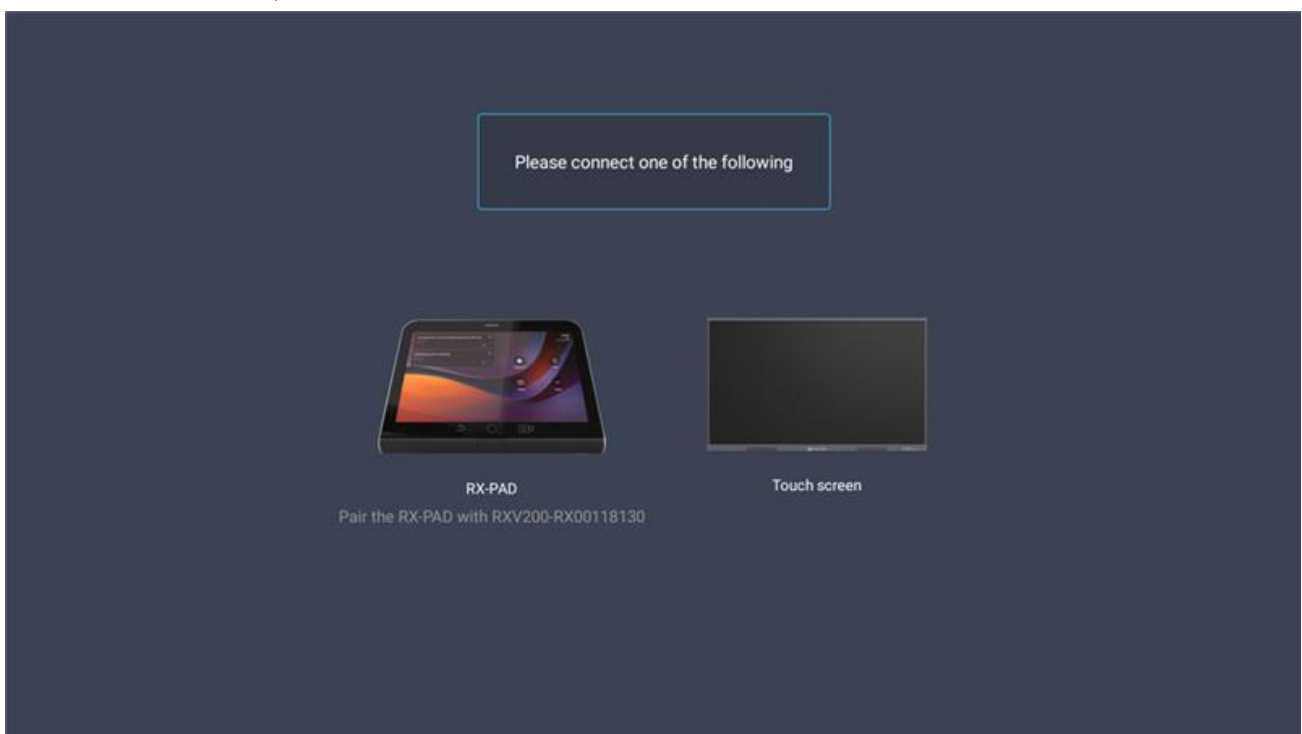 Please connect one of the following
RX-PAD
Touch screen
Pair the RX-PAD with RXV200-RX00118130